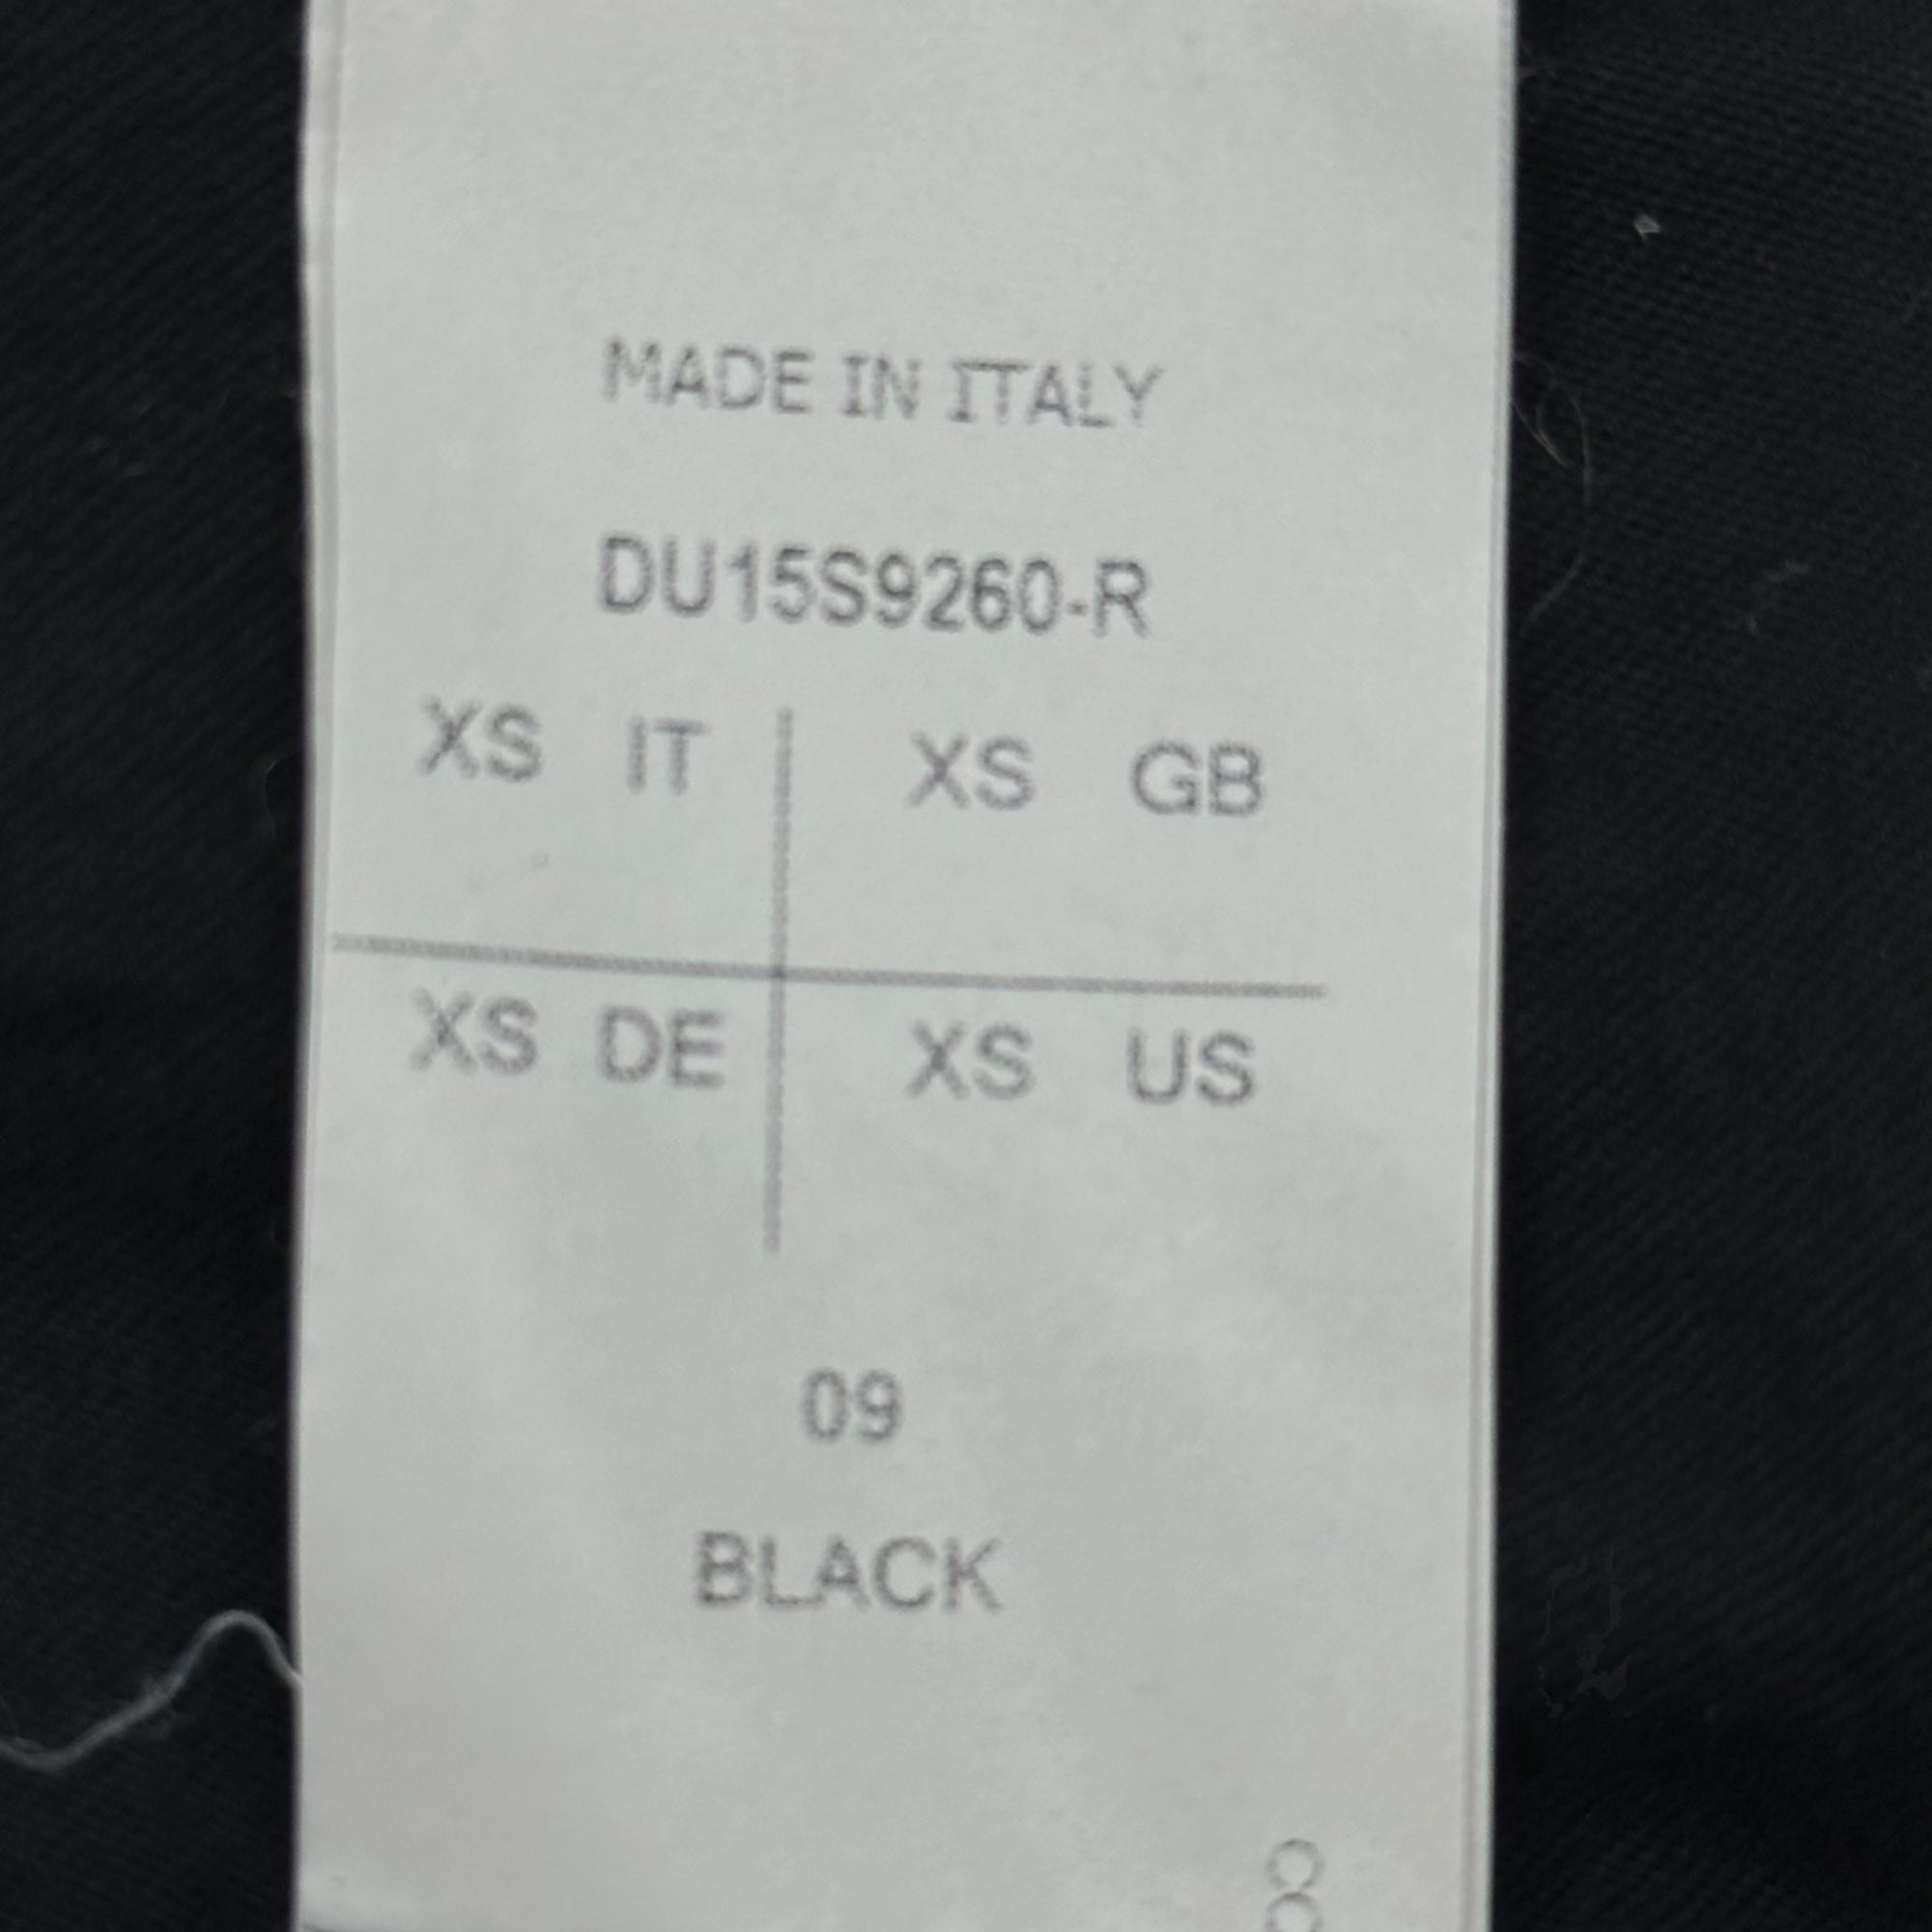 MADE IN ITALY
DU15S9260-R
XS IT XS GB
XS DE XS US
09
BLACK